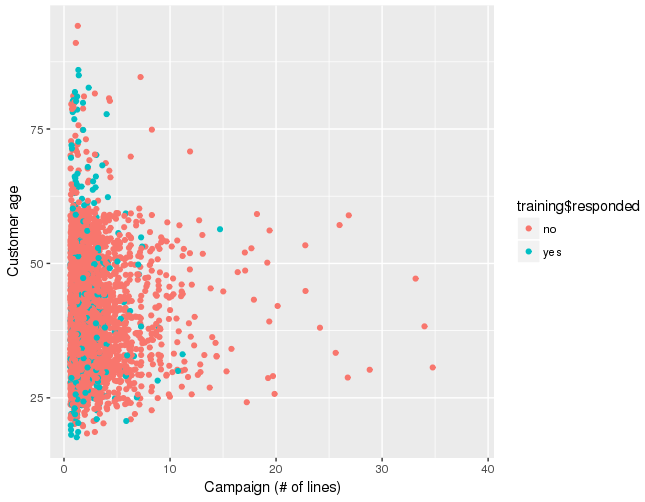 75
50
25
Customer age
0
10
20
30
40
Campaign (# of lines)
training$responded
no
yes